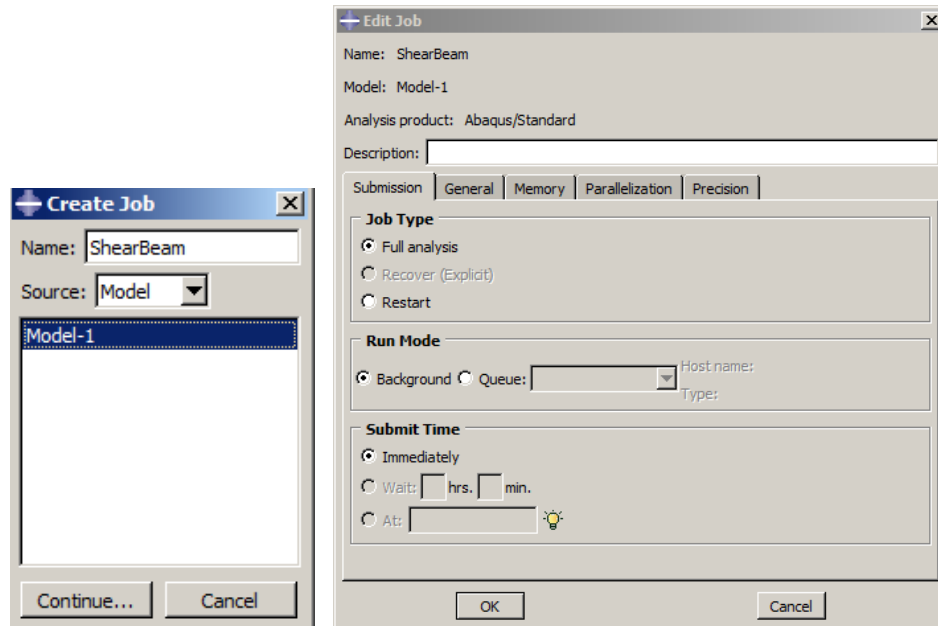 Create Job
Name: ShearBeam
Source: Model
Model-1
Continue... Cancel
Edit Job
Name: ShearBeam
Model: Model-1
Analysis product: Abaqus/Standard
Description:
Submission General Memory Parallelization Precision
Job Type
Full analysis
Recover (Explicit)
Restart
Run Mode
Background Queue: Host name:
Type:
Submit Time
Immediately
Wait: hrs. min.
At:
OK Cancel